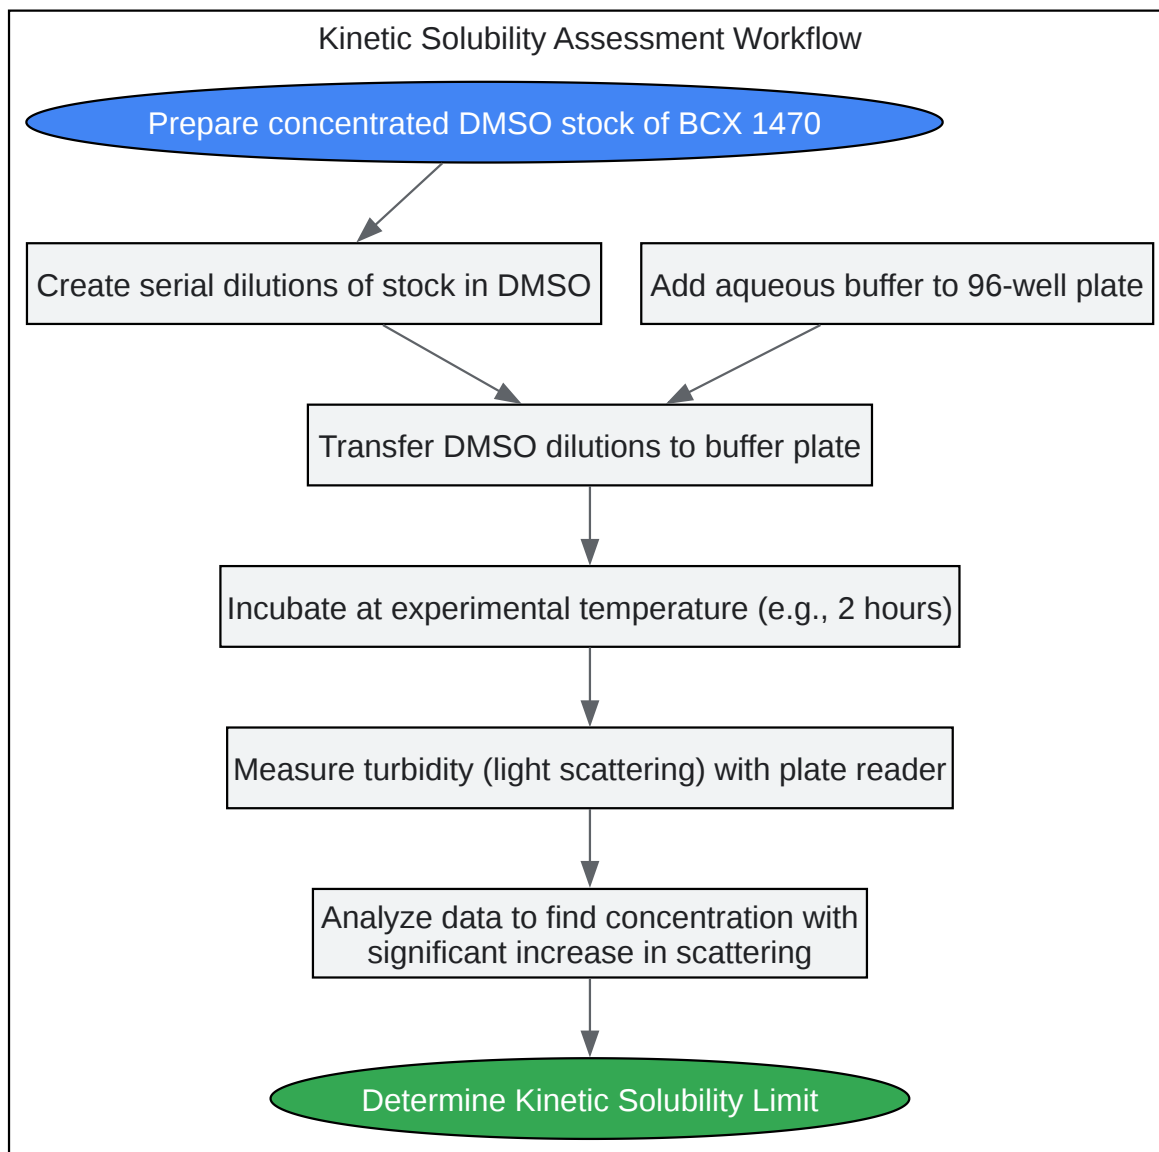 Kinetic Solubility Assessment Workflow
Prepare concentrated DMSO stock of BCX 1470
Create serial dilutions of stock in DMSO
Add aqueous buffer to 96-well plate
Transfer DMSO dilutions to buffer plate
Incubate at experimental temperature (e.g., 2 hours)
Measure turbidity (light scattering) with plate reader
Analyze data to find concentration with
significant increase in scattering
Determine Kinetic Solubility Limit